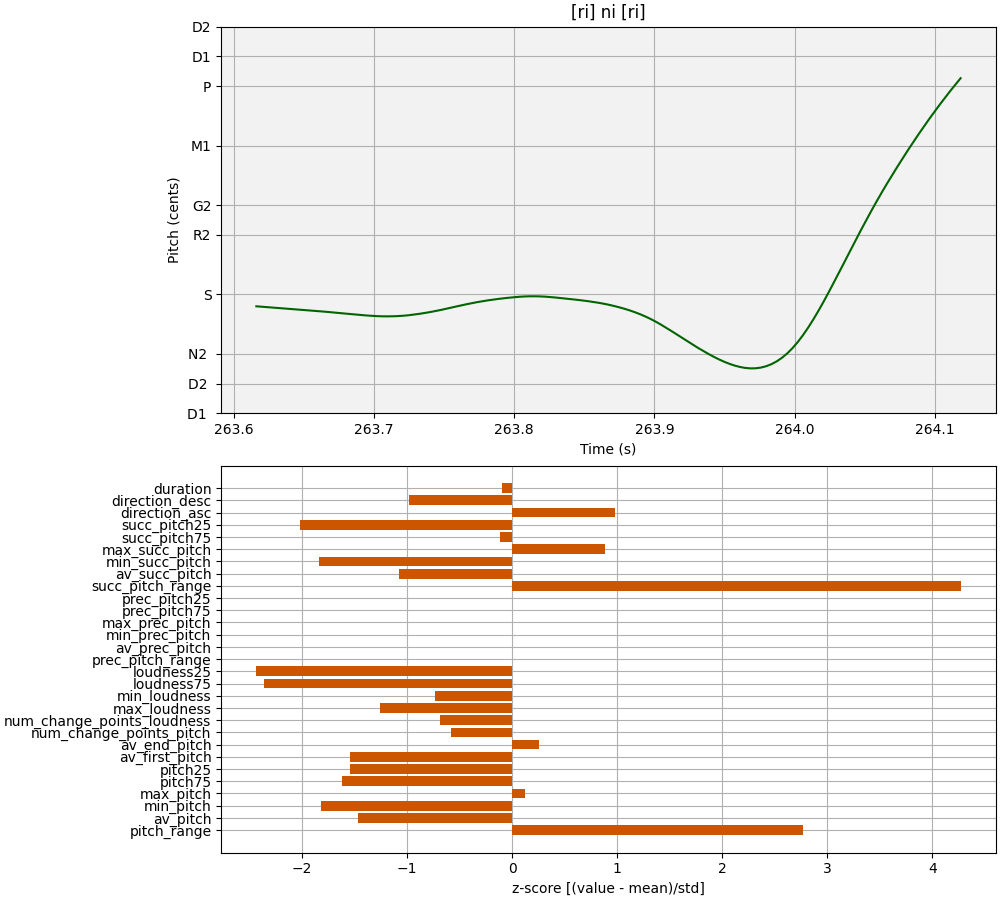 [ri] ni [ri]
D2
D1
P
M1
G2
R2
S
N2
D2
D1
Pitch (cents)
263.6 263.7 263.8 263.9 264.0 264.1
Time (s)
duration
direction_desc
direction_asc
succ_pitch25
succ_pitch75
max_succ_pitch
min_succ_pitch
av_succ_pitch
succ_pitch_range
prec_pitch25
prec_pitch75
max_prec_pitch
min_prec_pitch
av_prec_pitch
prec_pitch_range
loudness25
loudness75
min_loudness
max_loudness
num_change_points_loudness
num_change_points_pitch
av_end_pitch
av_first_pitch
pitch25
pitch75
max_pitch
min_pitch
av_pitch
pitch_range
−2 −1 0 1 2 3 4
z-score [(value - mean)/std]